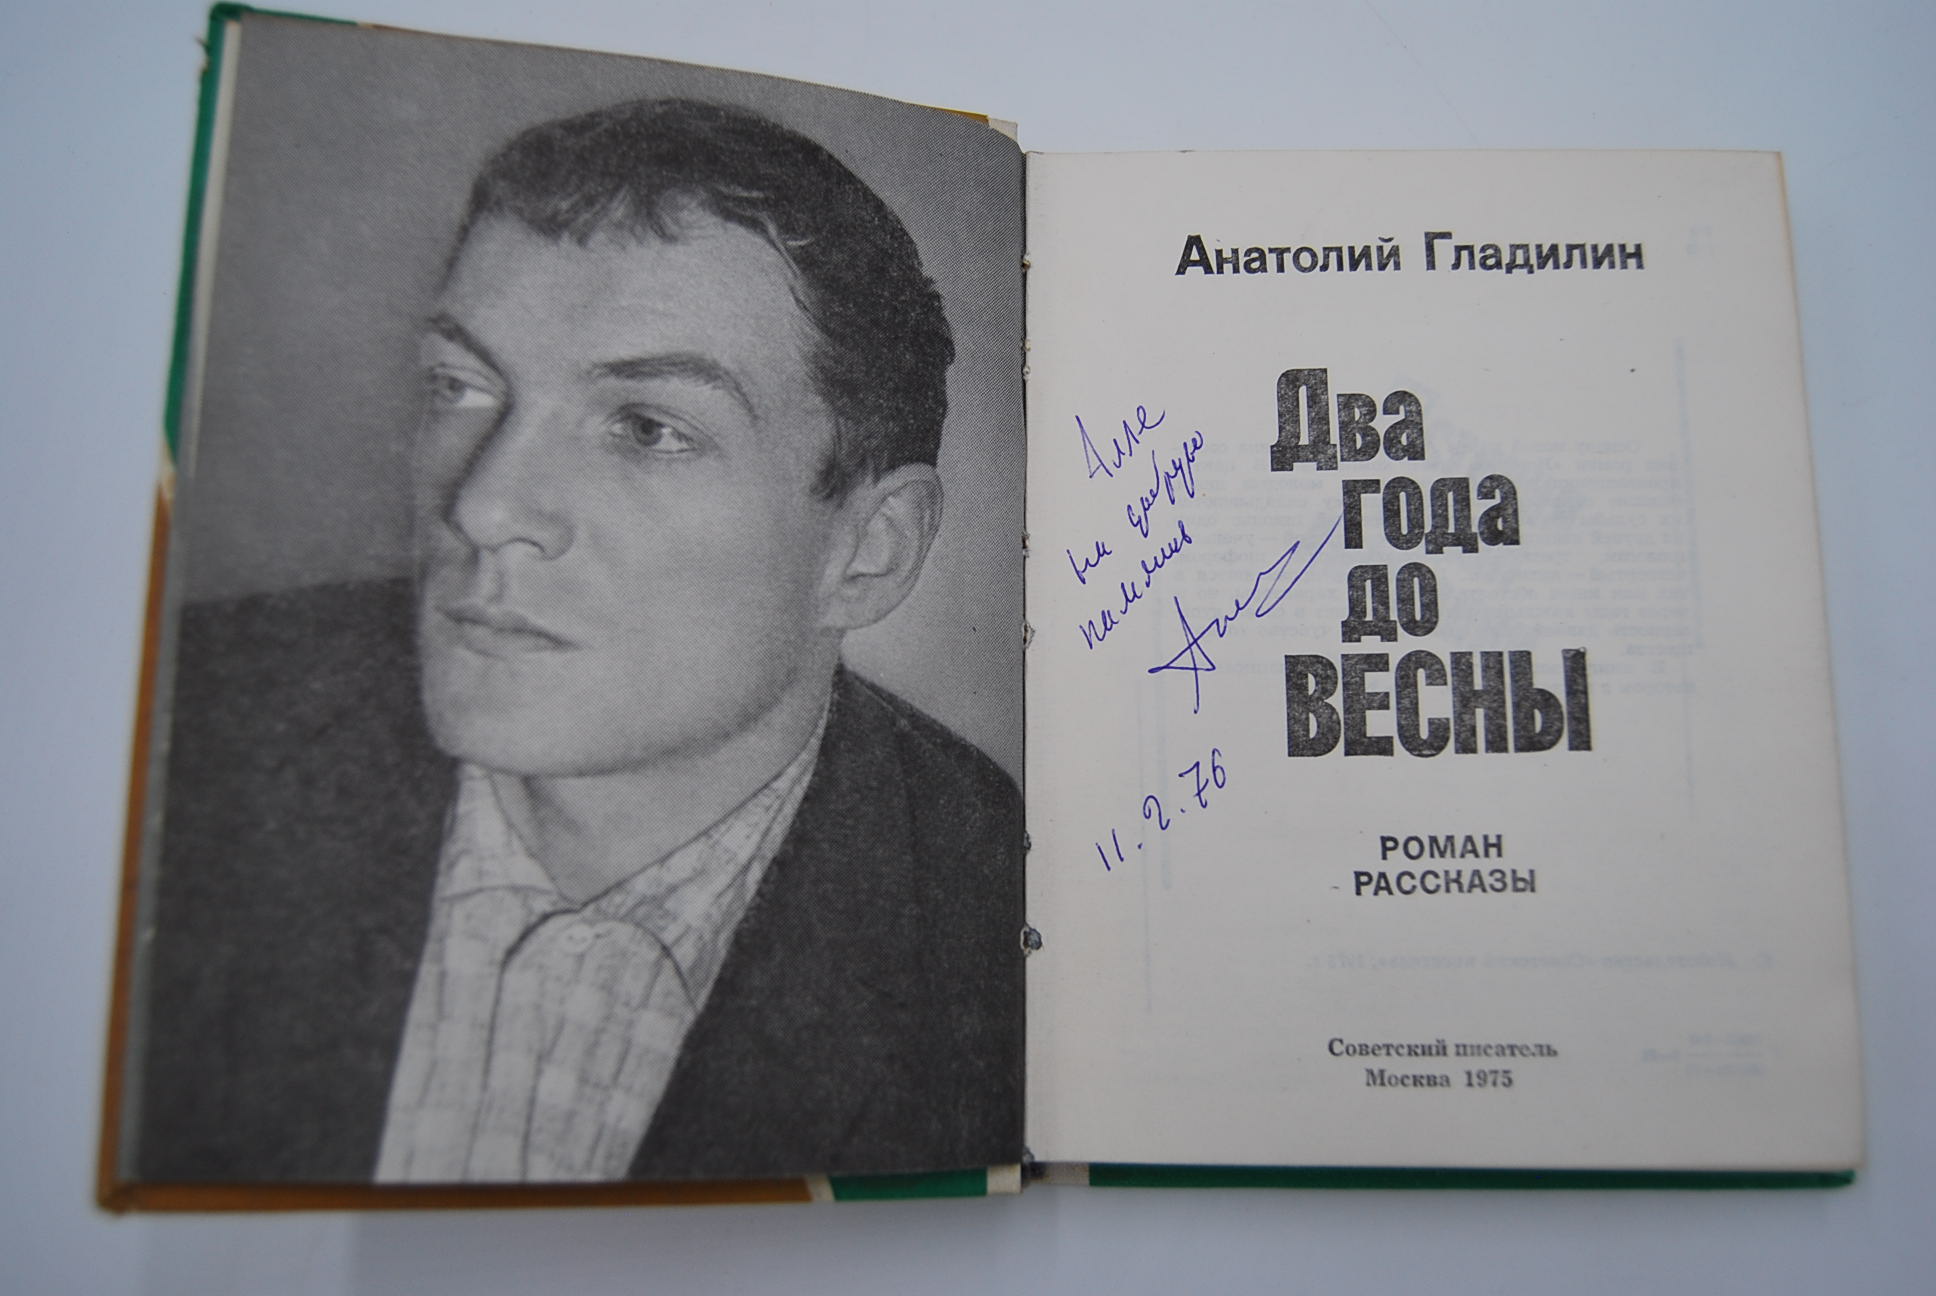 Анатолий Гладилин
Два
года
до
ВЕСНЫ
РОМАН
РАССКАЗЫ
Советский писатель
Москва 1975
Алле
на добрую
память
11.2.76